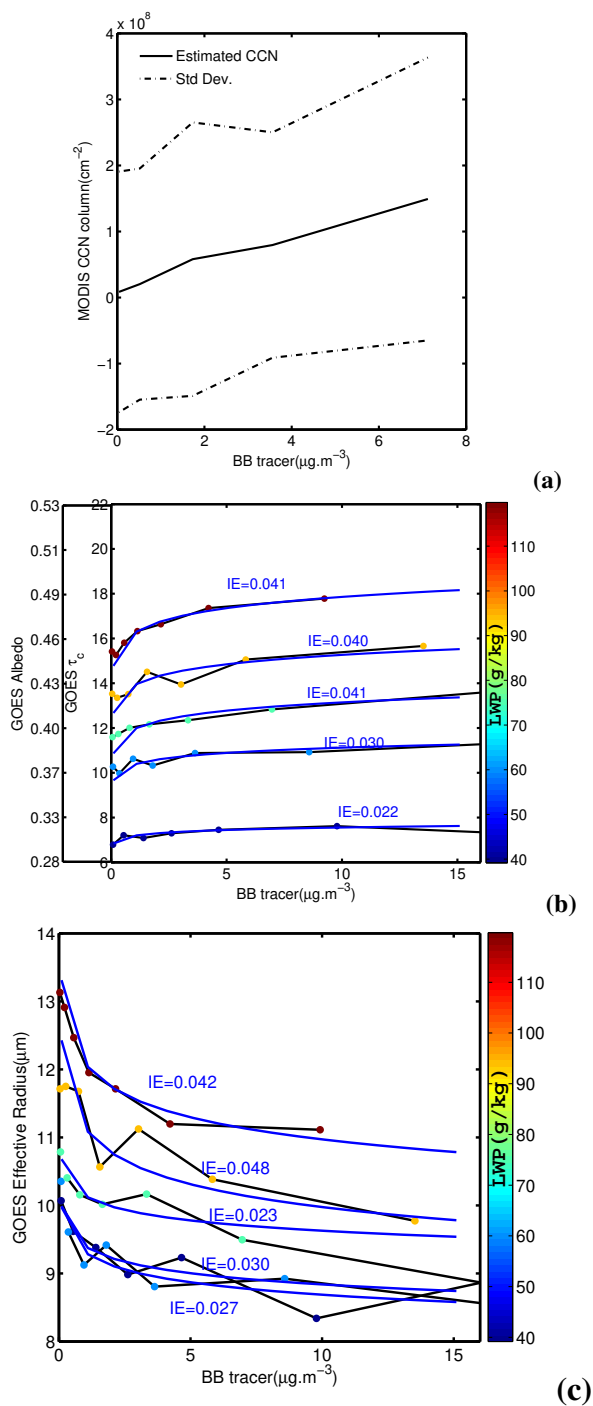 x 10⁸
4
Estimated CCN
Std Dev.
3
2
1
0
−1
−2
MODIS CCN column(cm⁻²)
0 2 4 6 8
BB tracer(μg.m⁻³)
(a)
0.53
0.51
0.49
0.46
0.43
0.40
0.37
0.32
0.28
GOES Albedo
22
20
18
16
14
12
10
8
6
GOES τc
IE=0.041
IE=0.040
IE=0.041
IE=0.030
IE=0.022
0 5 10 15
BB tracer(μg.m⁻³)
110
100
90
80
70
60
50
40
LWP(g/kg)
(b)
14
13
12
11
10
9
8
GOES Effective Radius(μm)
IE=0.042
IE=0.048
IE=0.023
IE=0.030
IE=0.027
0 5 10 15
BB tracer(μg.m⁻³)
110
100
90
80
70
60
50
40
LWP(g/kg)
(c)